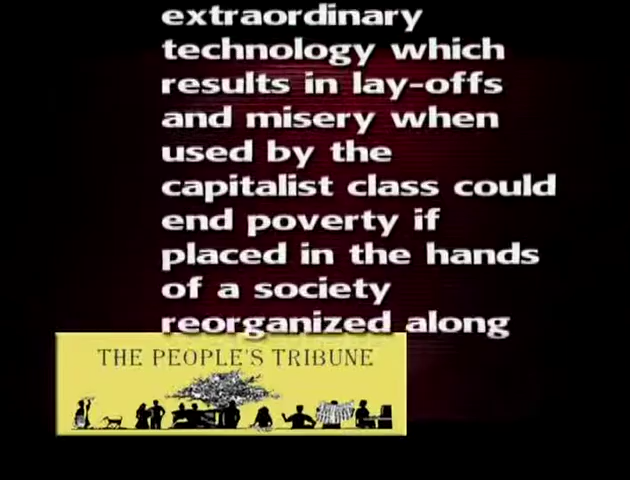 extraordinary
technology which
results in lay-offs
and misery when
used by the
capitalist class could
end poverty if
placed in the hands
of a society
reorganized along
THE PEOPLE'S TRIBUNE